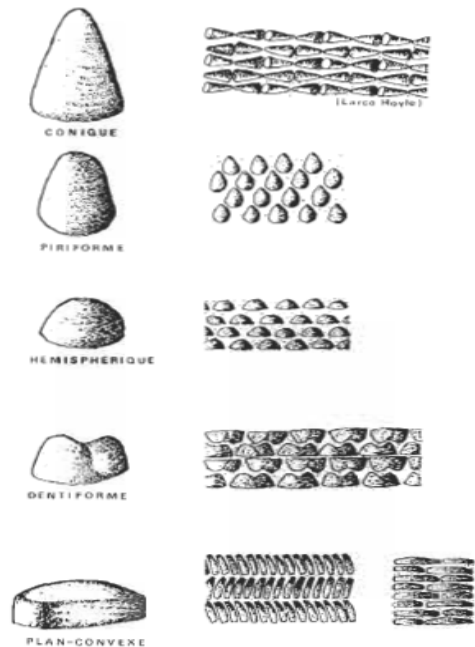 (Larco Hoyle)
CONIQUE
PIRIFORME
HEMISPHERIQUE
DENTIFORME
PLAN-CONVEXE